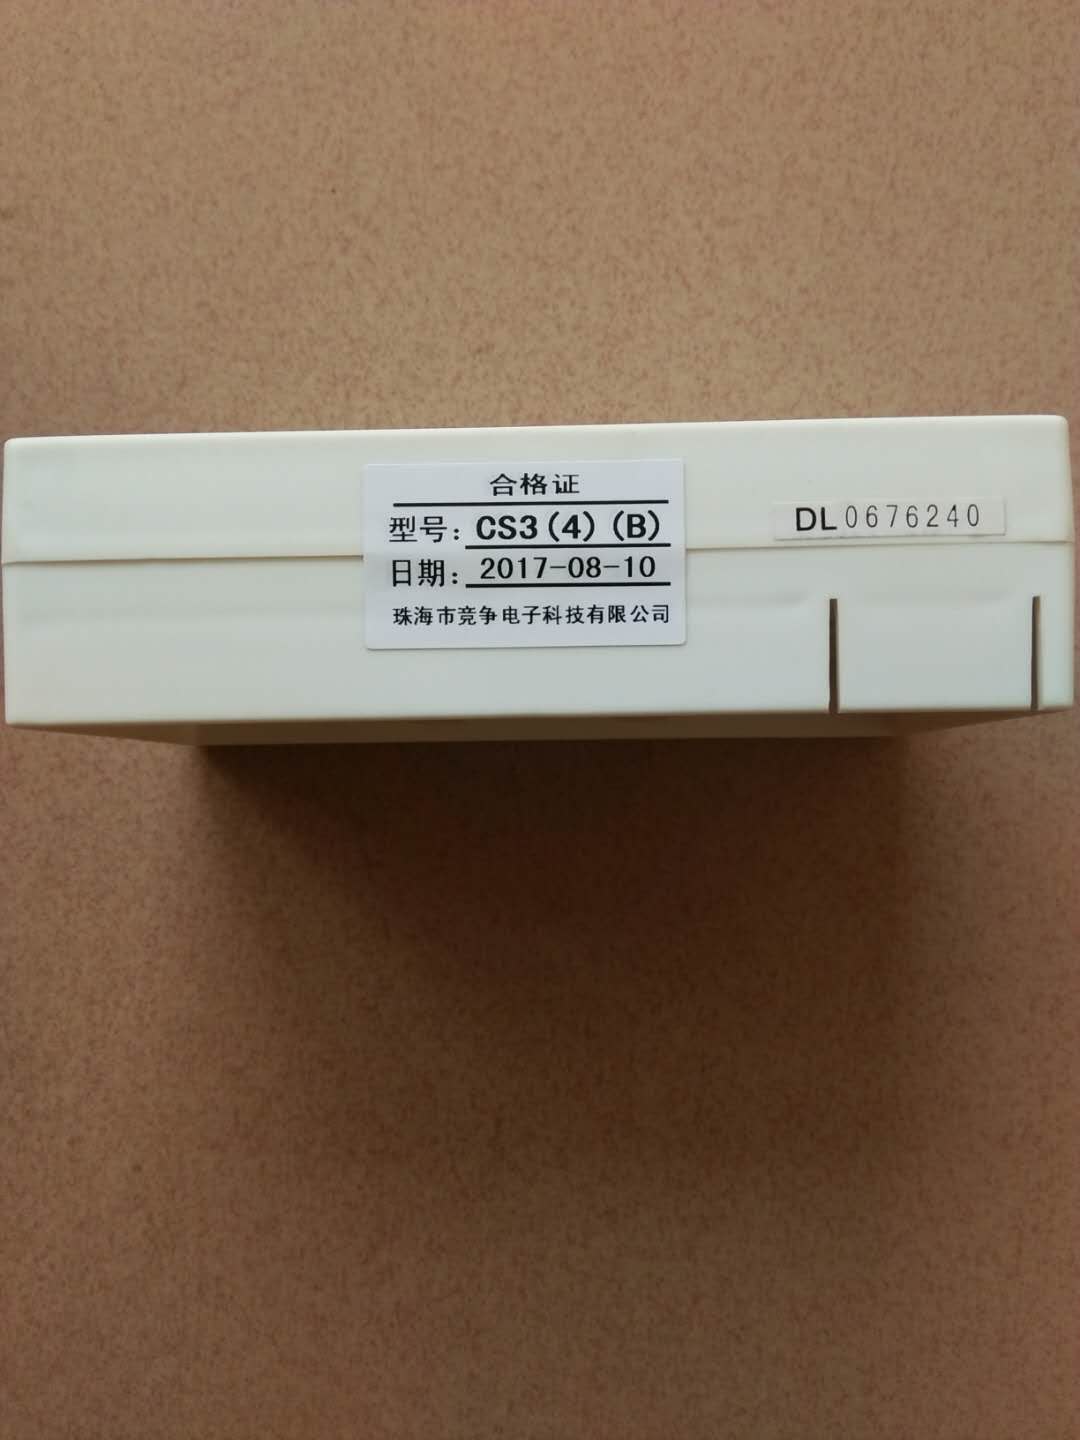 合格证
型号: CS3(4)(B)
日期: 2017-08-10
珠海市竞争电子科技有限公司
DL0676240